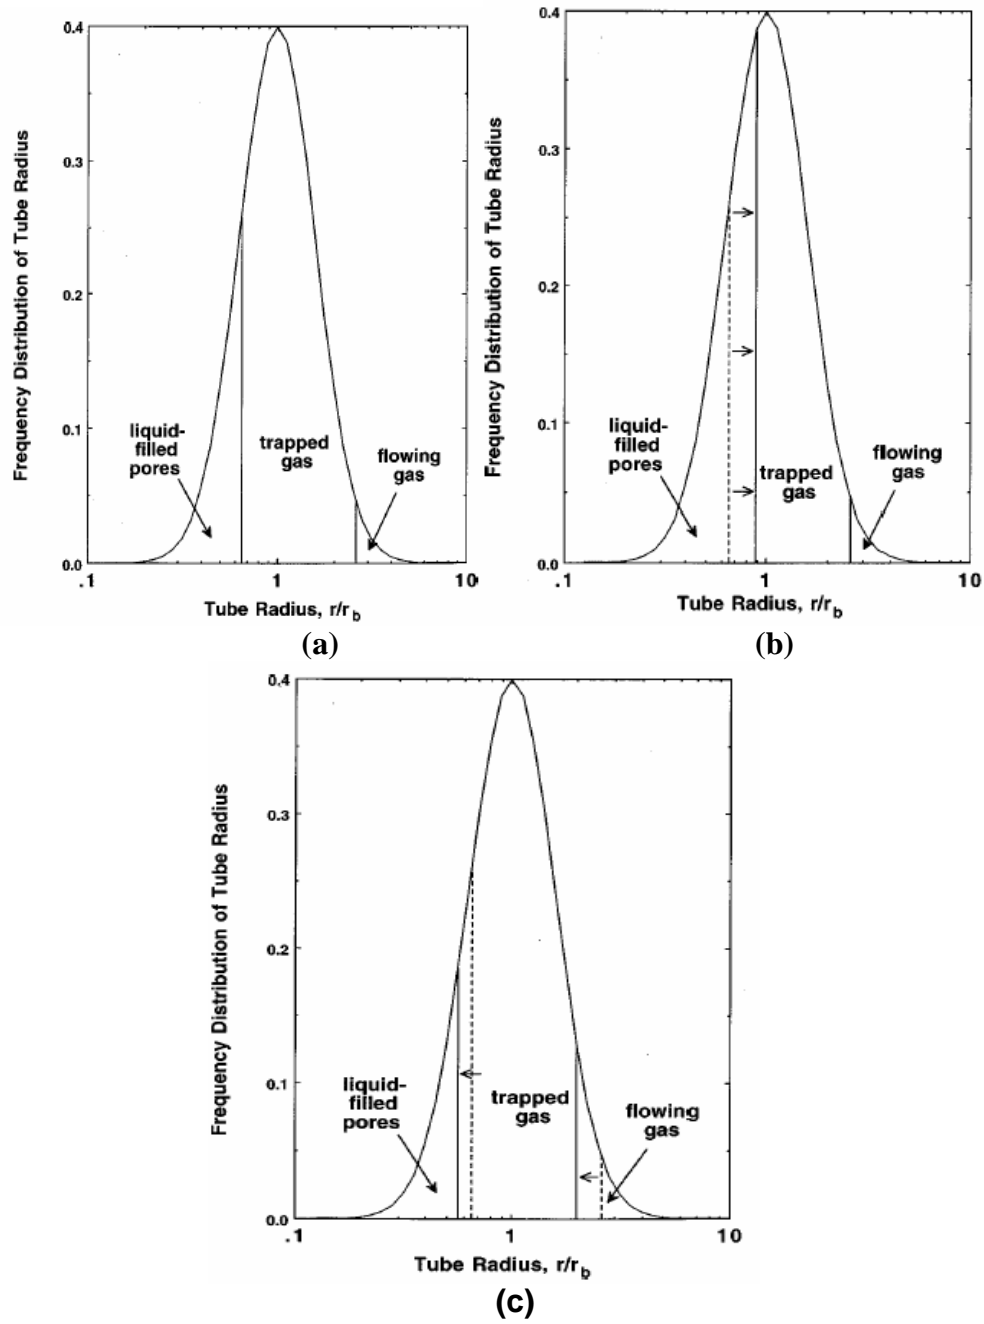 0.4
0.3
0.2
0.1
0.0
.1
1
10
Frequency Distribution of Tube Radius
liquid-
filled
pores
trapped
gas
flowing
gas
Tube Radius, r/r_b
(a)
0.4
0.3
0.2
0.1
0.0
.1
1
10
Frequency Distribution of Tube Radius
liquid-
filled
pores
trapped
gas
flowing
gas
Tube Radius, r/r_b
(b)
0.4
0.3
0.2
0.1
0.0
.1
1
10
Frequency Distribution of Tube Radius
liquid-
filled
pores
trapped
gas
flowing
gas
Tube Radius, r/r_b
(c)